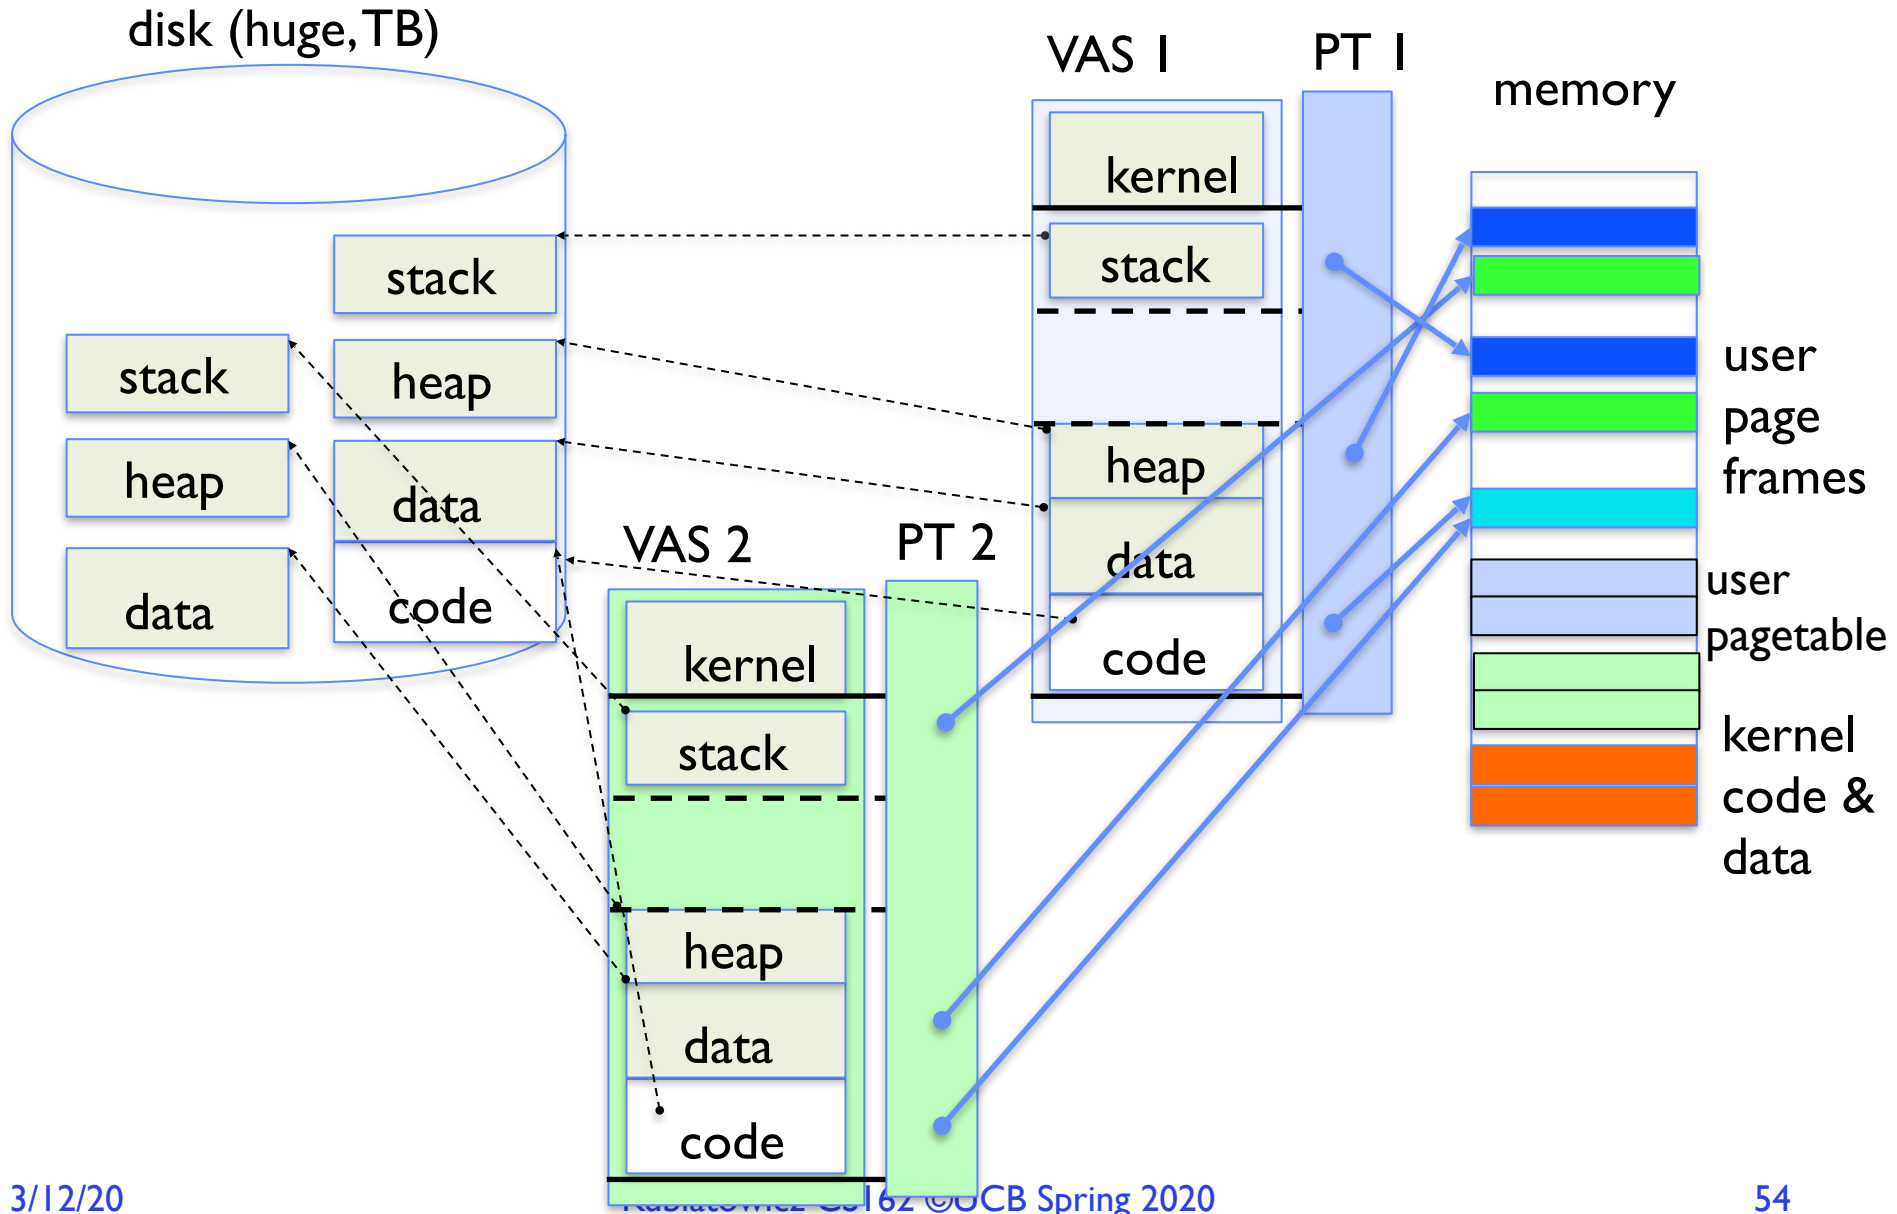 disk (huge, TB)
VAS 1
PT 1
memory
kernel
stack
stack
stack
heap
heap
data
heap
data
code
data
code
user
page
frames
user
pagetable
kernel
code &
data
VAS 2
PT 2
kernel
stack
heap
data
code
3/12/20
CS162 ©UCB Spring 2020
54